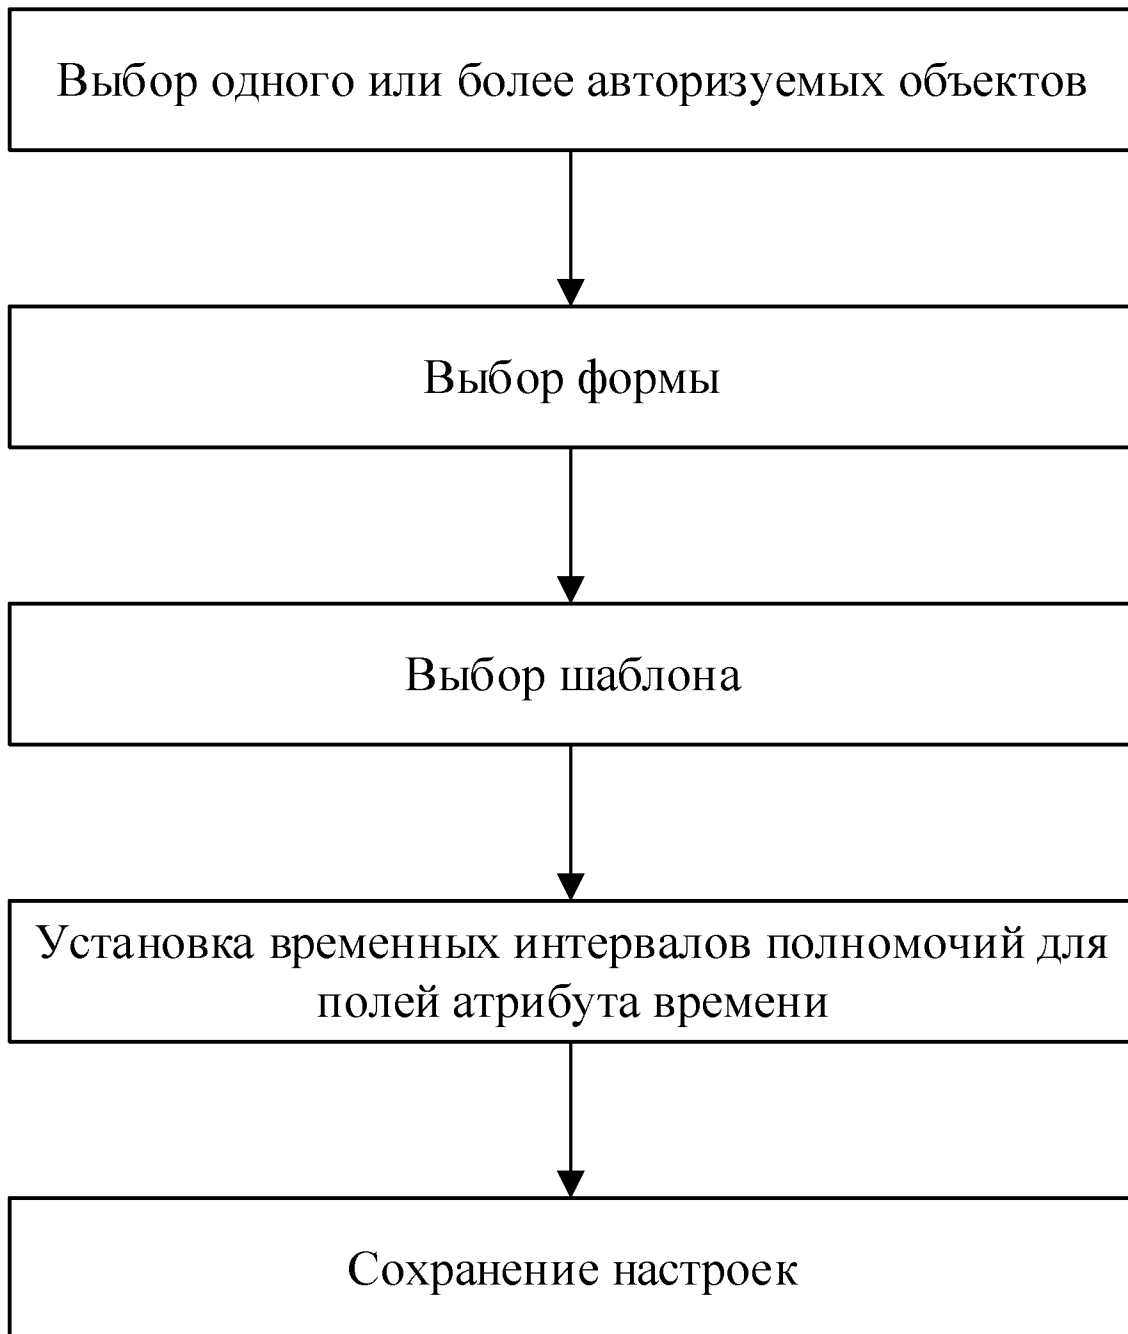 Выбор одного или более авторизуемых объектов
Выбор формы
Выбор шаблона
Установка временных интервалов полномочий для
полей атрибута времени
Сохранение настроек